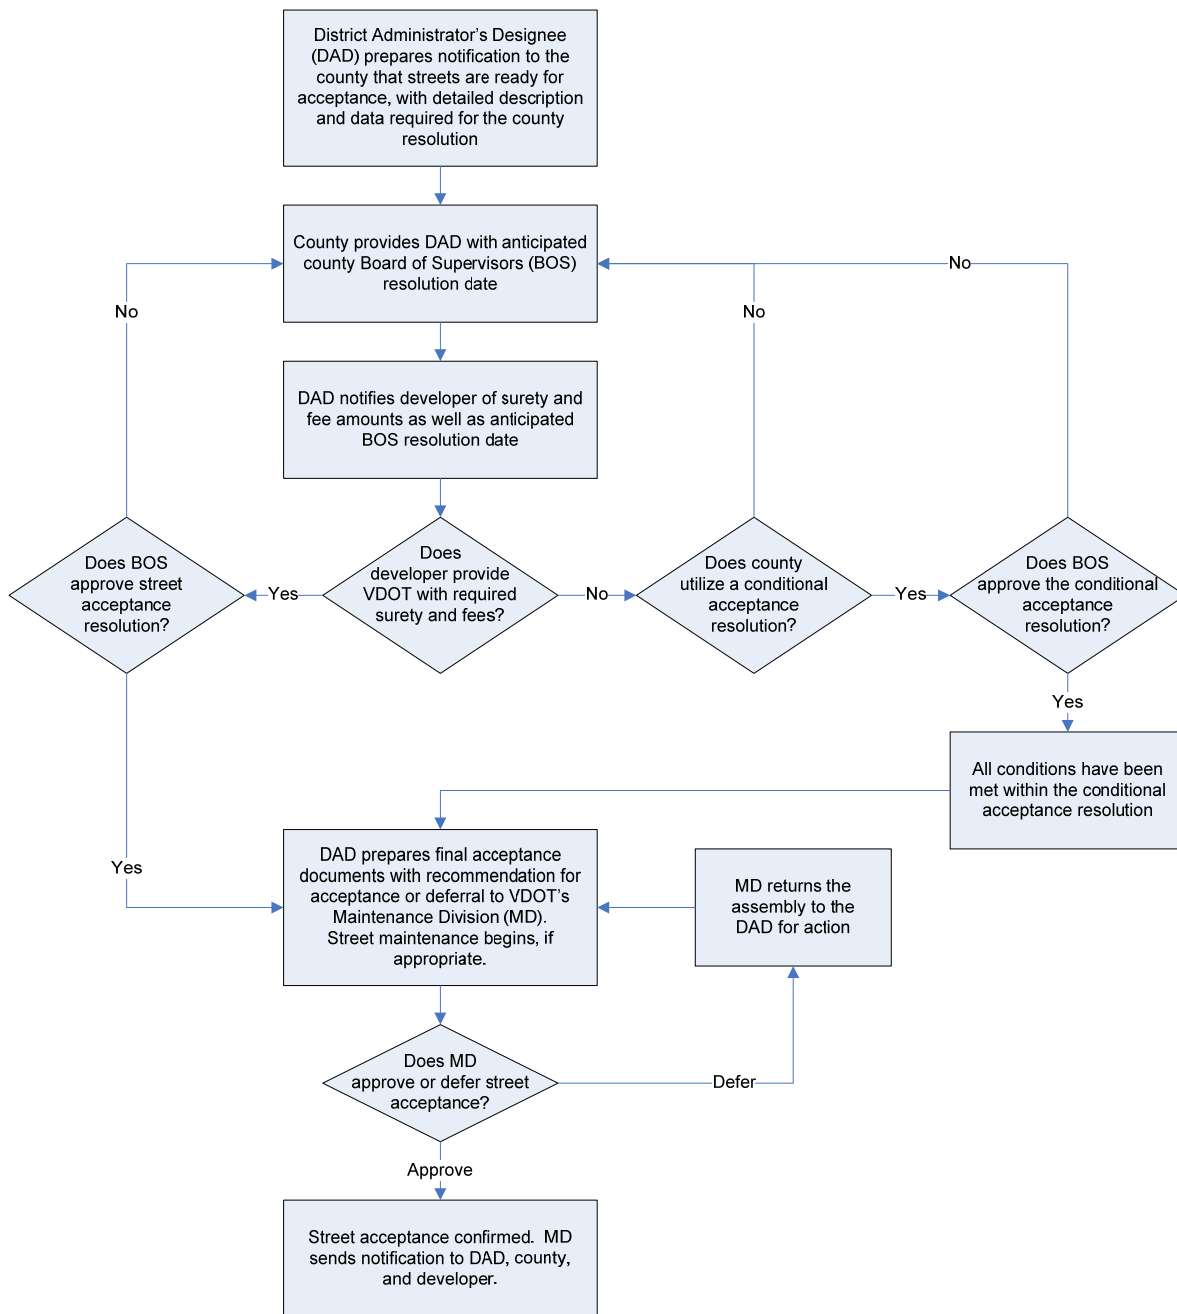 District Administrator's Designee
(DAD) prepares notification to the
county that streets are ready for
acceptance, with detailed description
and data required for the county
resolution
County provides DAD with anticipated
county Board of Supervisors (BOS)
resolution date
No
No
No
DAD notifies developer of surety and
fee amounts as well as anticipated
BOS resolution date
Does BOS
approve street
acceptance
resolution?
Yes
Does
developer provide
VDOT with required
surety and fees?
No
Does county
utilize a conditional
acceptance
resolution?
Yes
Does BOS
approve the conditional
acceptance
resolution?
Yes
All conditions have been
met within the conditional
acceptance resolution
Yes
DAD prepares final acceptance
documents with recommendation for
acceptance or deferral to VDOT's
Maintenance Division (MD).
Street maintenance begins, if
appropriate.
MD returns the
assembly to the
DAD for action
Does MD
approve or defer street
acceptance?
Defer
Approve
Street acceptance confirmed.  MD
sends notification to DAD, county,
and developer.